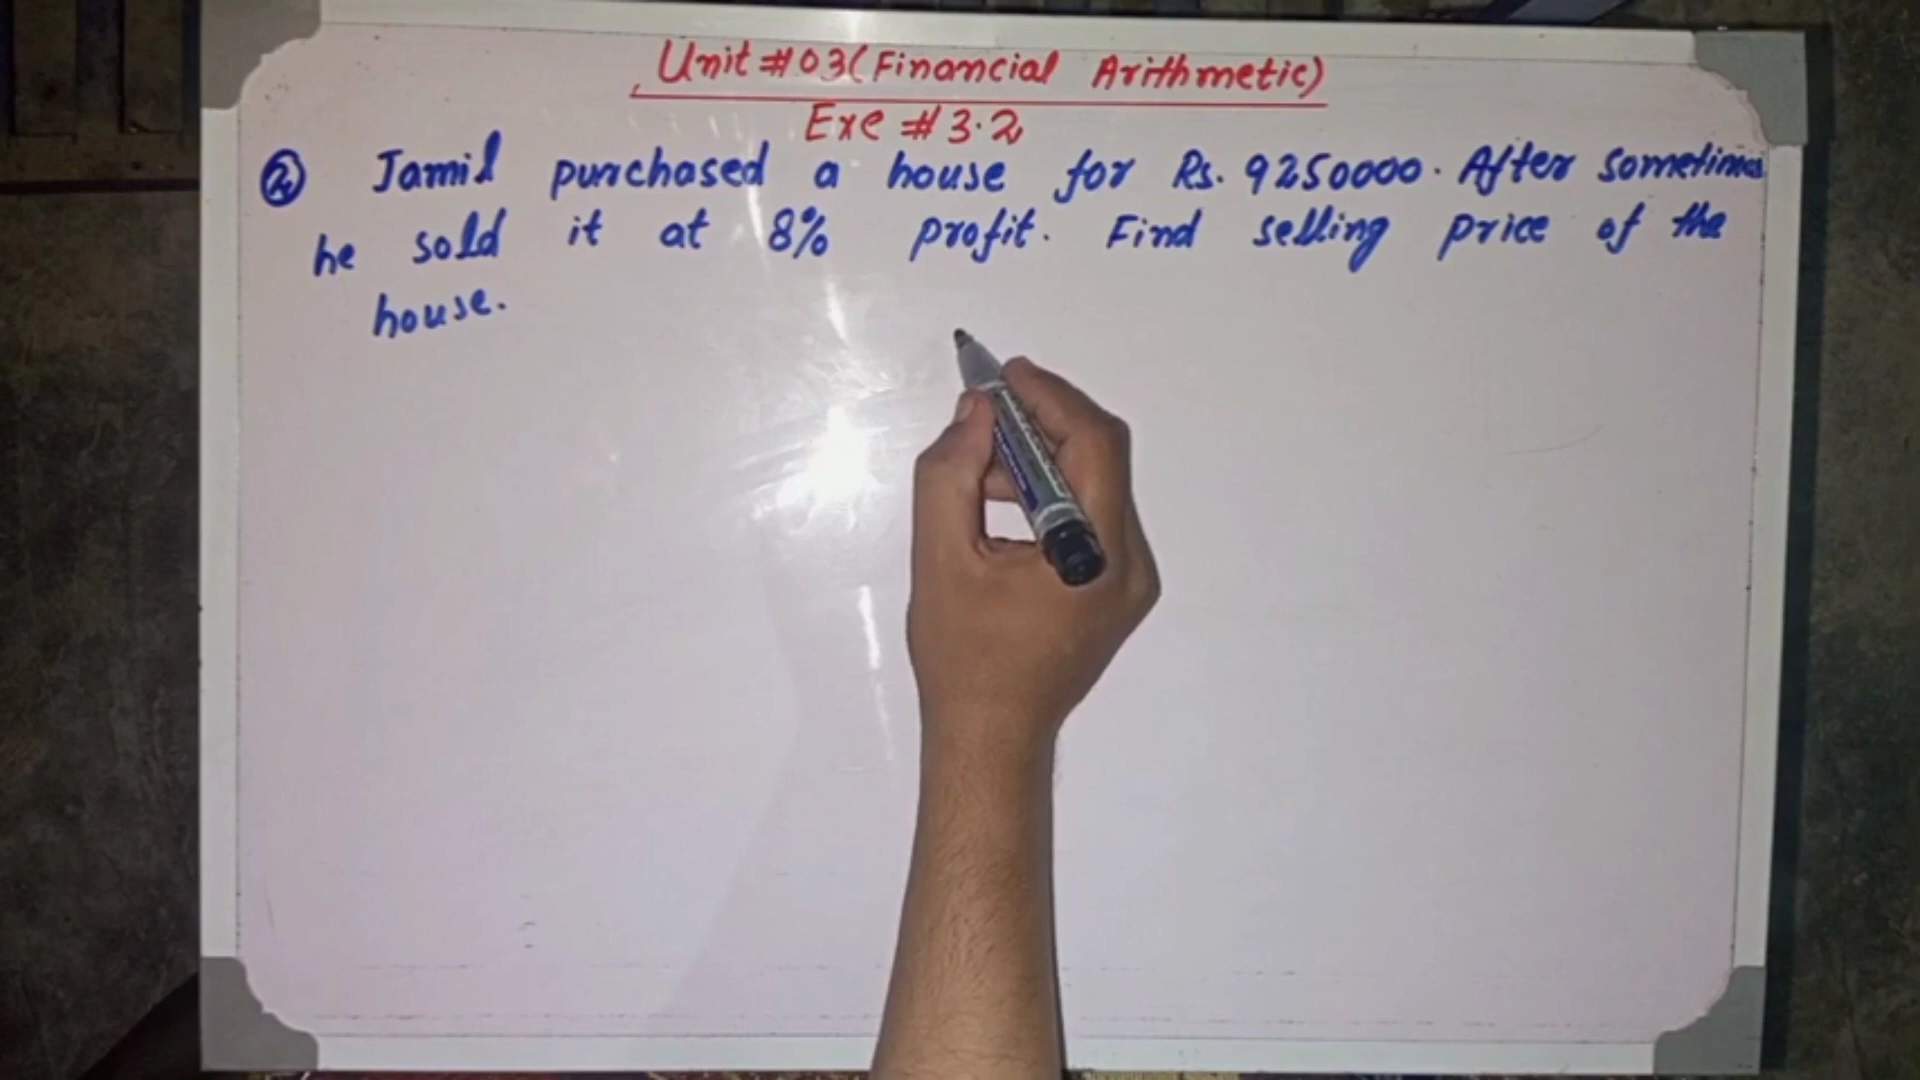 Unit #03(Financial Arithmetic)
Exe #3.2
② Jamil purchased a house for Rs. 9250000. After sometimes
he sold it at 8% profit. Find selling price of the
house.